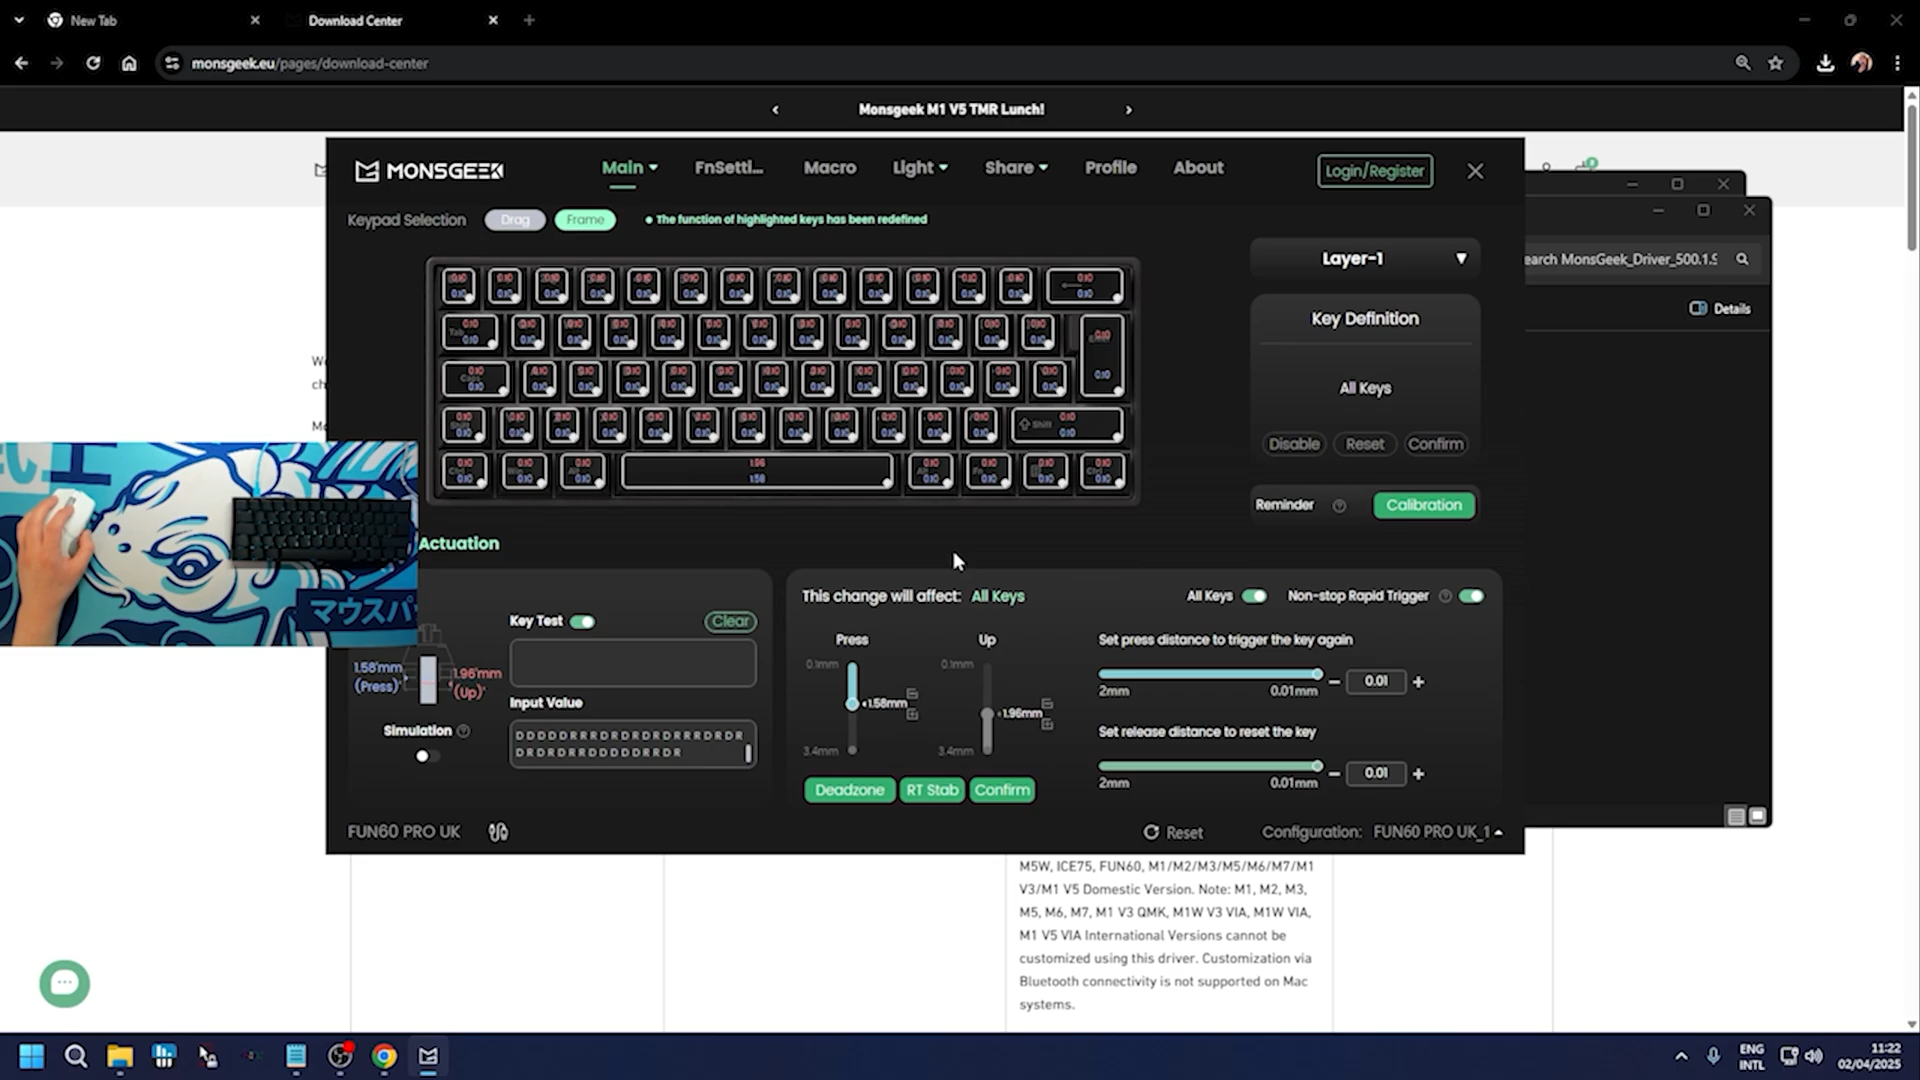 New Tab
Download Center
monsgeek.eu/pages/download-center
Monsgeek M1 V5 TMR Lunch!
MONSGEEK
Main
FnSetti...
Macro
Light
Share
Profile
About
Login/Register
Keypad Selection
Drag
Frame
The function of highlighted keys has been redefined
Layer-1
Key Definition
All Keys
Disable
Reset
Confirm
Reminder
Calibration
earch MonsGeek_Driver_500.1.9
Details
1.96
1.58
Actuation
マウスパ
Key Test
Clear
1.58'mm
(Press)'
1.96'mm
(Up)'
Input Value
D D D D D R R R D R D R D R D R R R D R D R
D R D R D R R D D D D D R R D R
Simulation
This change will affect: All Keys
All Keys
Non-stop Rapid Trigger
Press
Up
0.1mm
0.1mm
1.58mm
1.96mm
3.4mm
3.4mm
Deadzone
RT Stab
Confirm
Set press distance to trigger the key again
2mm
0.01mm
0.01
Set release distance to reset the key
2mm
0.01mm
0.01
FUN60 PRO UK
Reset
Configuration: FUN60 PRO UK_1
M5W, ICE75, FUN60, M1/M2/M3/M5/M6/M7/M1
V3/M1 V5 Domestic Version. Note: M1, M2, M3,
M5, M6, M7, M1 V3 QMK, M1W V3 VIA, M1W VIA,
M1 V5 VIA International Versions cannot be
customized using this driver. Customization via
Bluetooth connectivity is not supported on Mac
systems.
ENG
INTL
11:22
02/04/2025